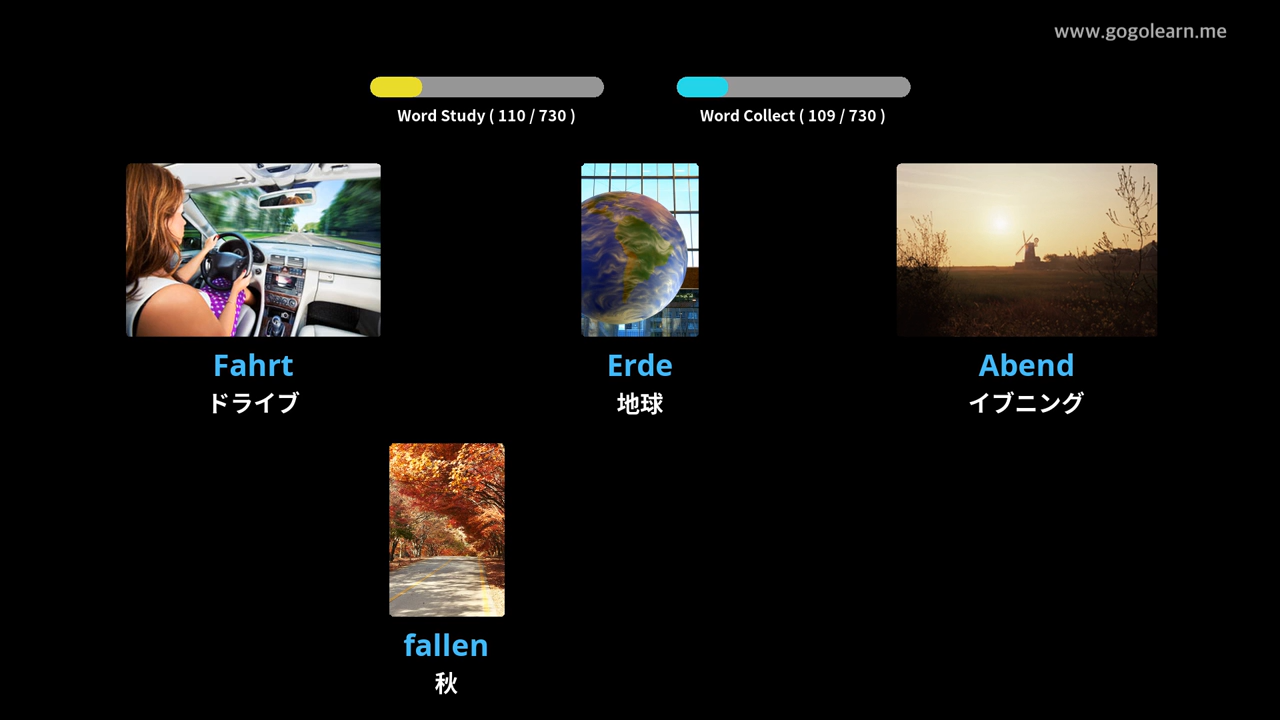 www.gogolearn.me
Word Study ( 110 / 730 )
Word Collect ( 109 / 730 )
Fahrt
ドライブ
Erde
地球
Abend
イブニング
fallen
秋